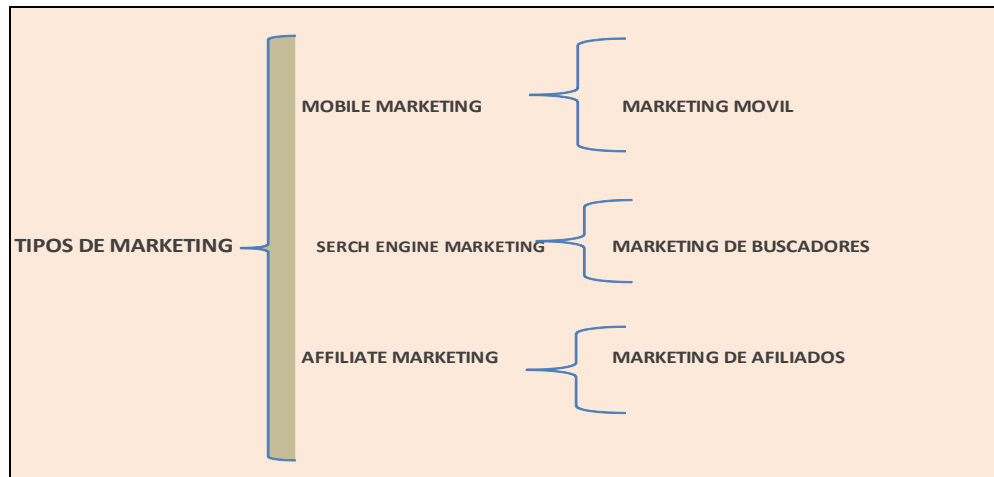 MOBILE MARKETING
MARKETING MOVIL
TIPOS DE MARKETING
SERCH ENGINE MARKETING
MARKETING DE BUSCADORES
AFFILIATE MARKETING
MARKETING DE AFILIADOS